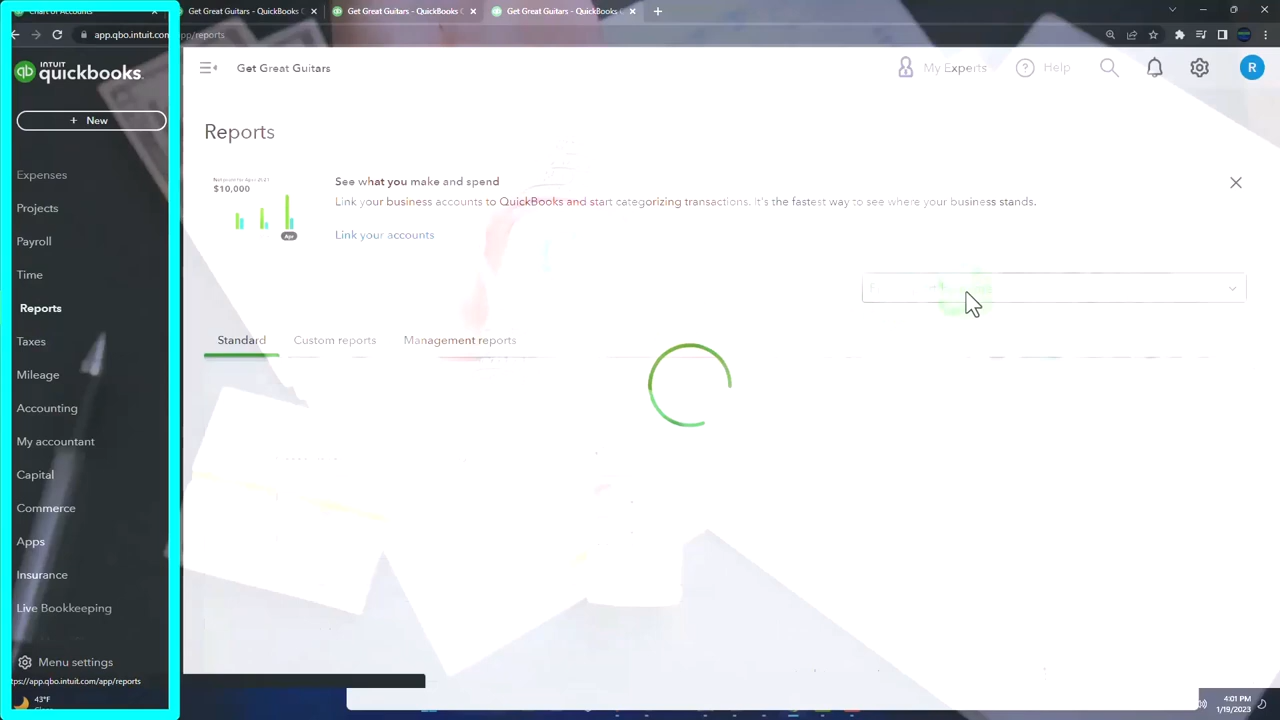 Chart of Accounts
Get Great Guitars - QuickBooks
Get Great Guitars - QuickBooks
Get Great Guitars - QuickBooks
app.qbo.intuit.com/app/reports
INTUIT
quickbooks.
Get Great Guitars
My Experts
Help
R
+ New
Reports
Expenses
Projects
Payroll
Time
Reports
Taxes
Mileage
Accounting
My accountant
Capital
Commerce
Apps
Insurance
Live Bookkeeping
Menu settings
$10,000
Apr
See what you make and spend
Link your business accounts to QuickBooks and start categorizing transactions. It's the fastest way to see where your business stands.
Link your accounts
Standard
Custom reports
Management reports
tps://app.qbo.intuit.com/app/reports
43°F
4:01 PM
1/19/2023